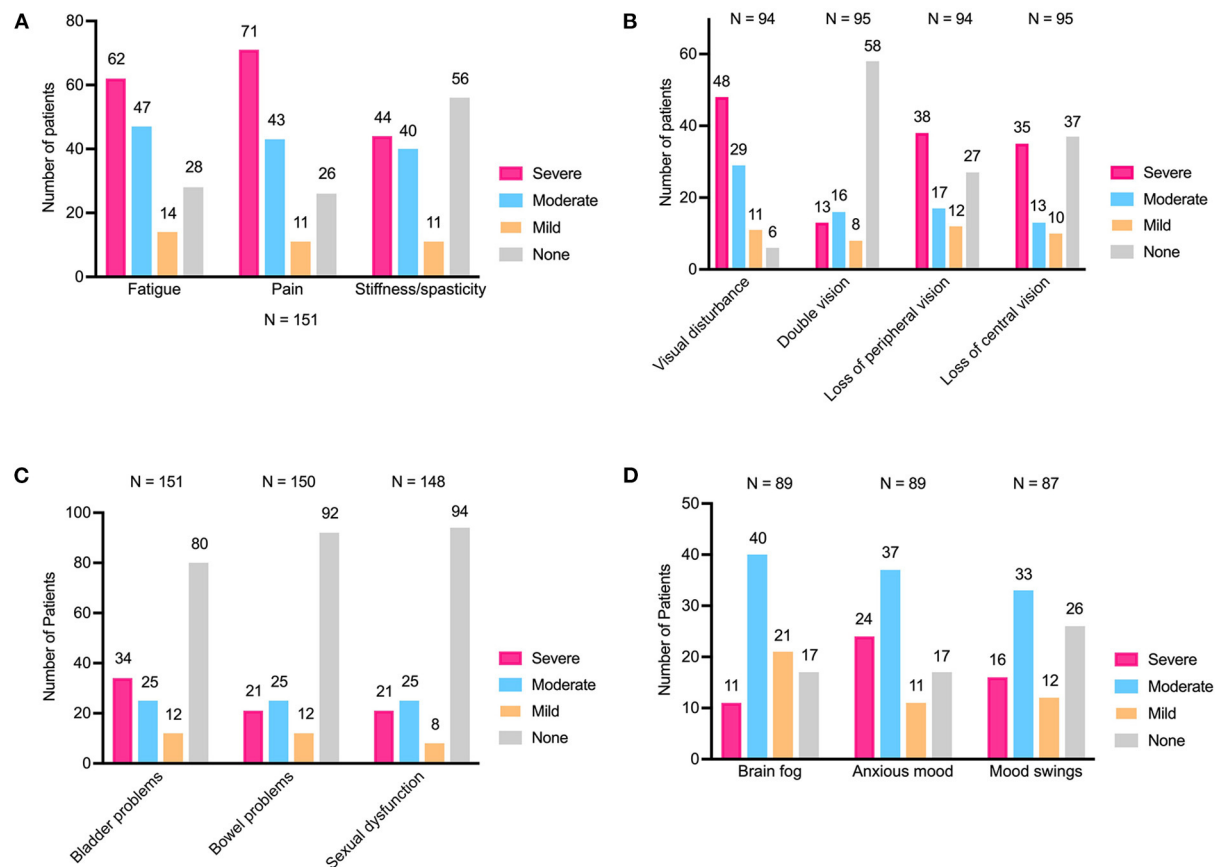 A
Number of patients
80
60
40
20
0
62
47
14
28
71
43
11
26
44
40
11
56
Fatigue
Pain
Stiffness/spasticity
N = 151
Severe
Moderate
Mild
None
B
N = 94
N = 95
N = 94
N = 95
Number of patients
60
40
20
0
48
29
11
6
13
16
8
58
38
17
12
27
35
13
10
37
Visual disturbance
Double vision
Loss of peripheral vision
Loss of central vision
Severe
Moderate
Mild
None
C
N = 151
N = 150
N = 148
Number of Patients
100
80
60
40
20
0
34
25
12
80
21
25
12
92
21
25
8
94
Bladder problems
Bowel problems
Sexual dysfunction
Severe
Moderate
Mild
None
D
N = 89
N = 89
N = 87
Number of Patients
50
40
30
20
10
0
11
40
21
17
24
37
11
17
16
33
12
26
Brain fog
Anxious mood
Mood swings
Severe
Moderate
Mild
None